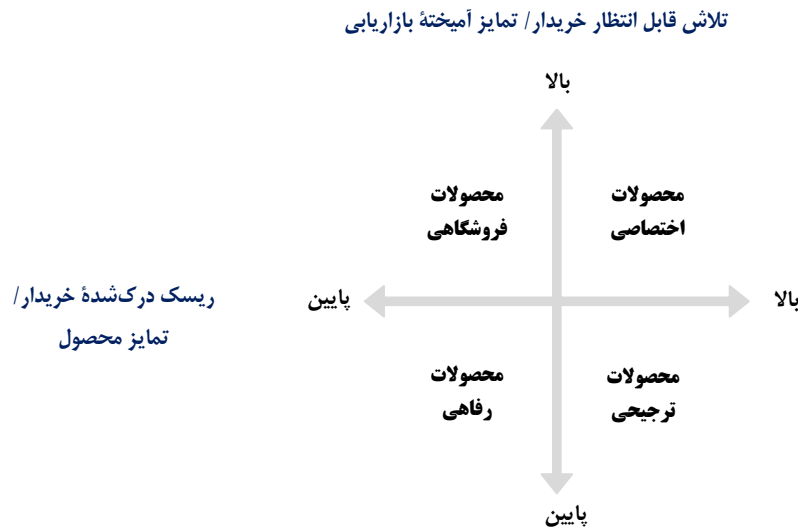 تلاش قابل انتظار خریدار/ تمایز آمیختهٔ بازاریابی
بالا
محصولات
اختصاصی
محصولات
فروشگاهی
بالا
پایین
ریسک درک‌شدهٔ خریدار/
تمایز محصول
محصولات
ترجیحی
محصولات
رفاهی
پایین